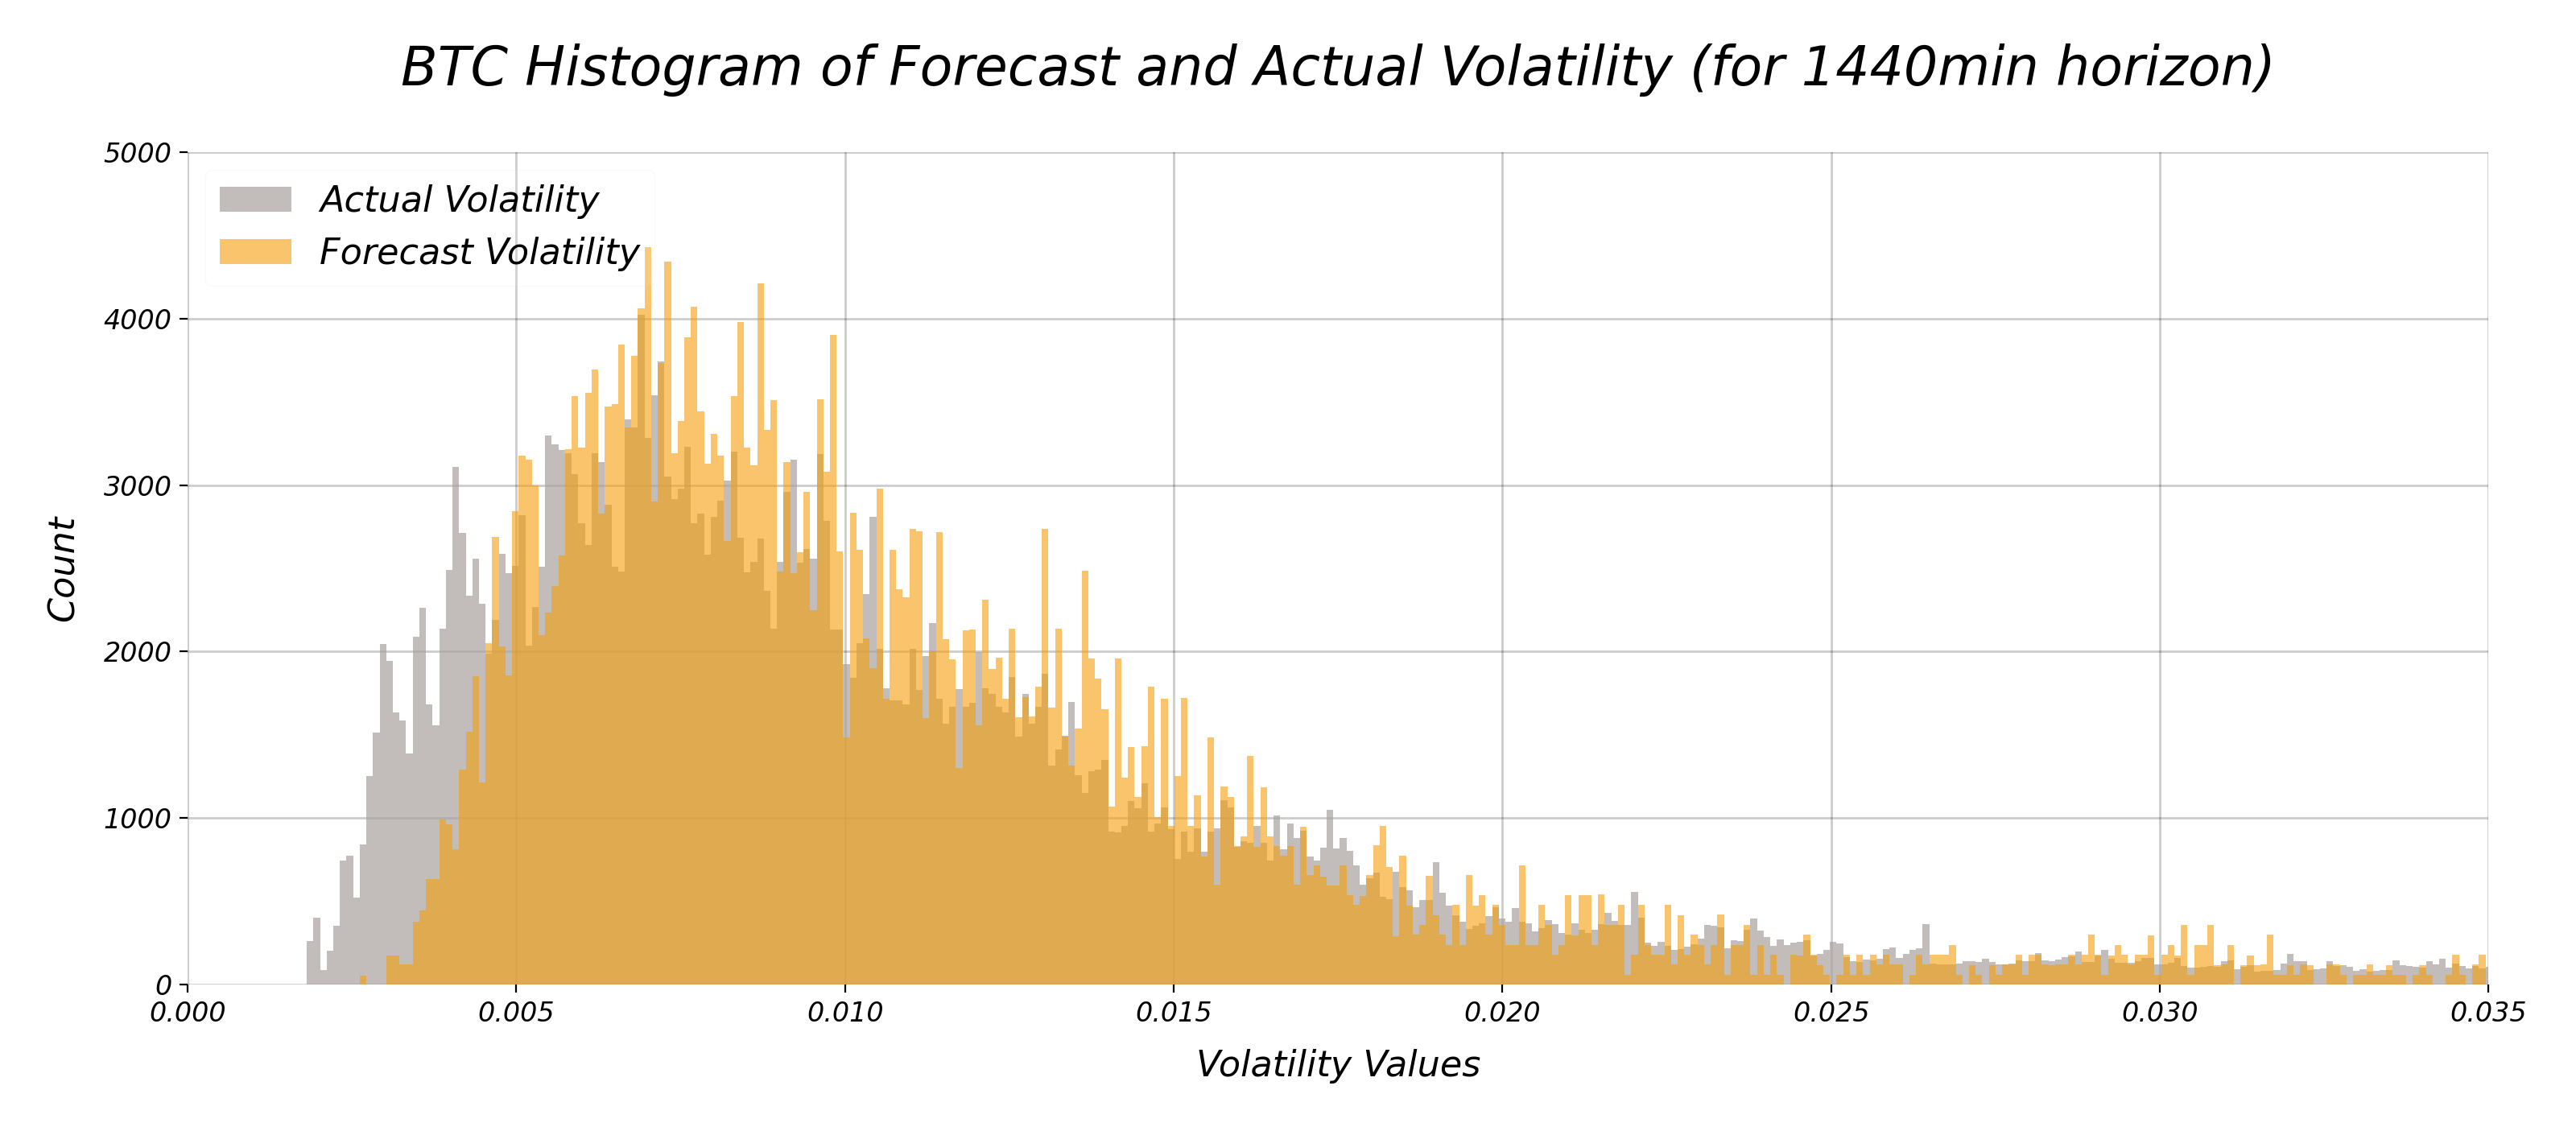 BTC Histogram of Forecast and Actual Volatility (for 1440min horizon)
5000
Actual Volatility
Forecast Volatility
4000
3000
Count
2000
1000
0
0.000 0.005 0.010 0.015 0.020 0.025 0.030 0.035
Volatility Values